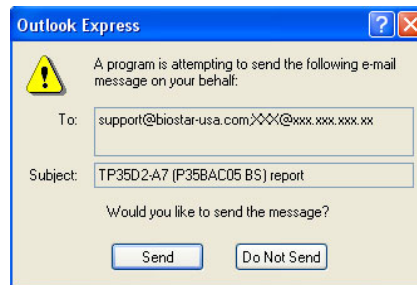 Outlook Express
A program is attempting to send the following e-mail
message on your behalf:
To: support@biostar-usa.com;XXX@xxx.xxx.xxx.xx
Subject: TP35D2-A7 (P35BAC05 BS) report
Would you like to send the message?
Send Do Not Send